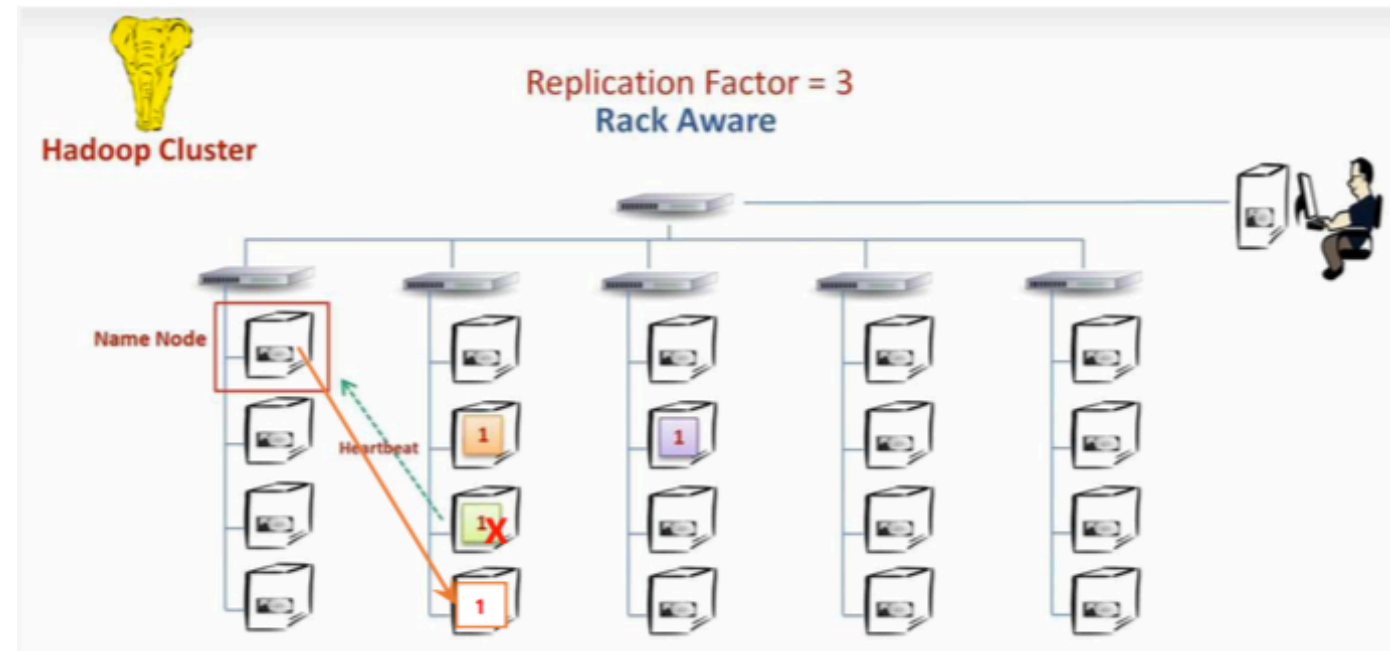 Replication Factor = 3
Rack Aware
Hadoop Cluster
Name Node
Heartbeat
1
1
1
X
1